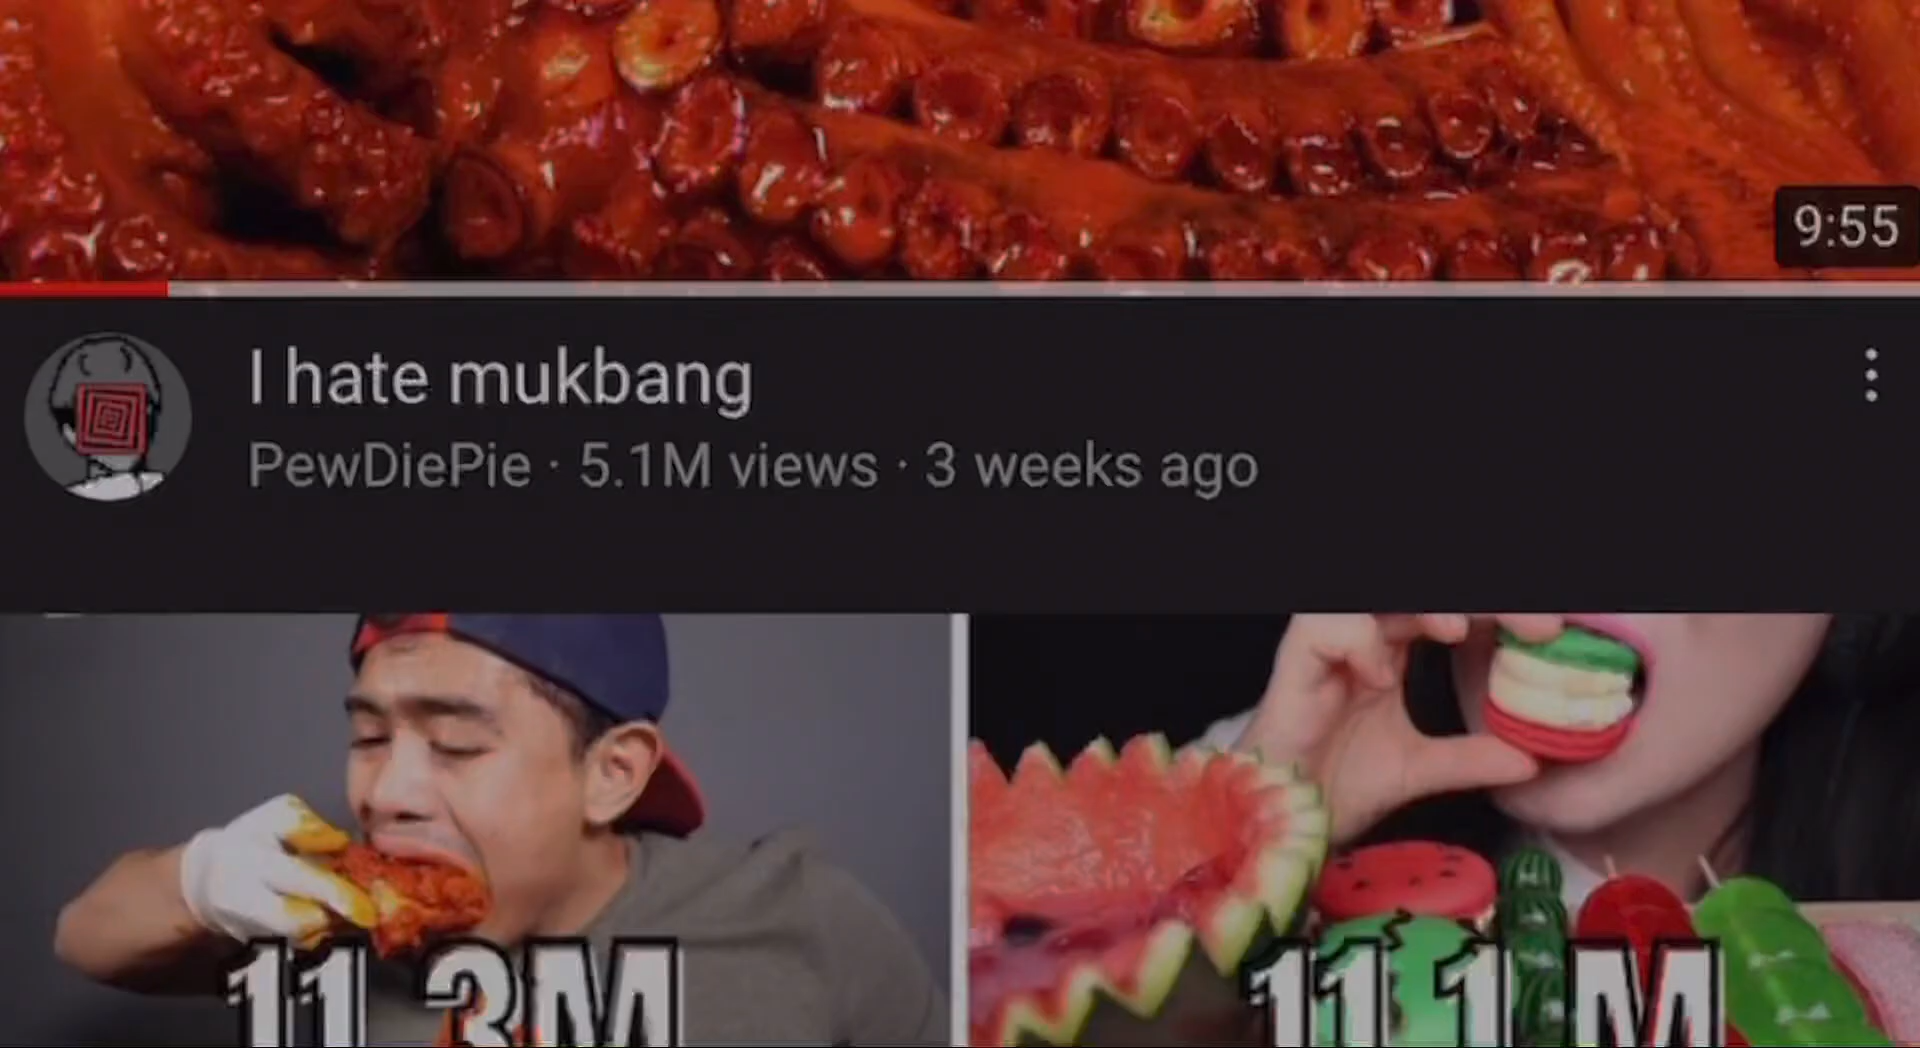 9:55
I hate mukbang
PewDiePie · 5.1M views · 3 weeks ago
11.3M
11.1M